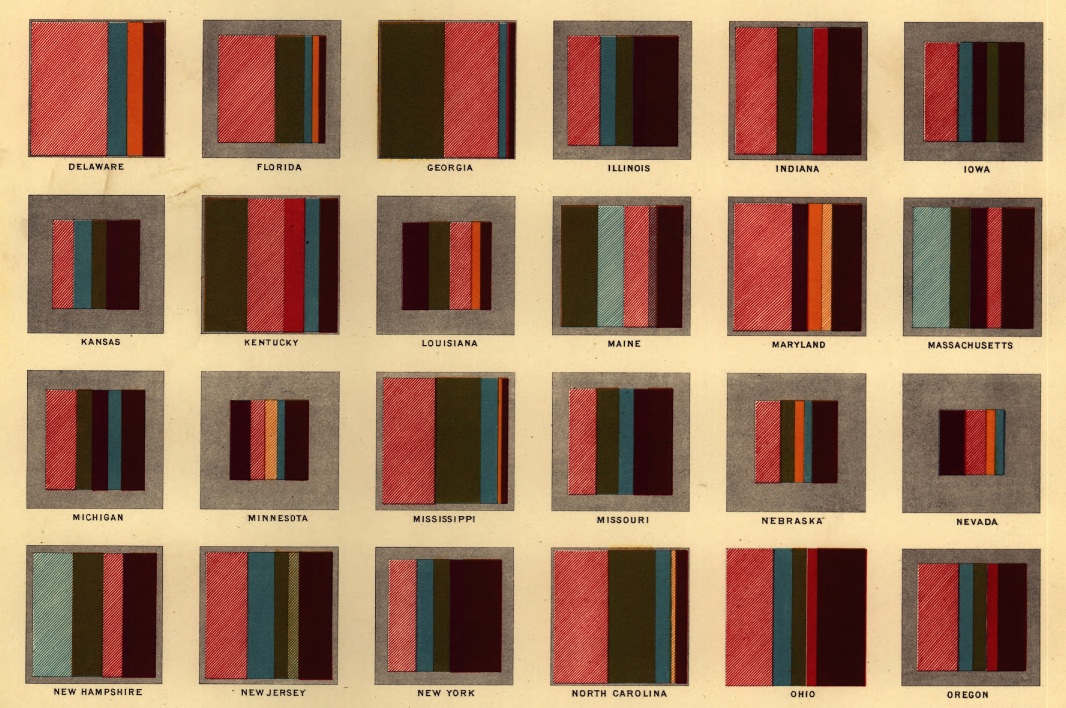 DELAWARE
FLORIDA
GEORGIA
ILLINOIS
INDIANA
IOWA
KANSAS
KENTUCKY
LOUISIANA
MAINE
MARYLAND
MASSACHUSETTS
MICHIGAN
MINNESOTA
MISSISSIPPI
MISSOURI
NEBRASKA
NEVADA
NEW HAMPSHIRE
NEW JERSEY
NEW YORK
NORTH CAROLINA
OHIO
OREGON